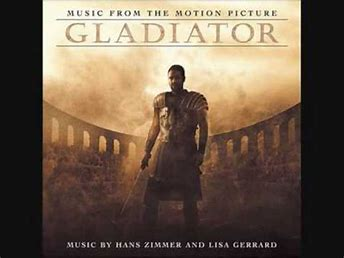 MUSIC FROM THE MOTION PICTURE
GLADIATOR
MUSIC BY HANS ZIMMER AND LISA GERRARD